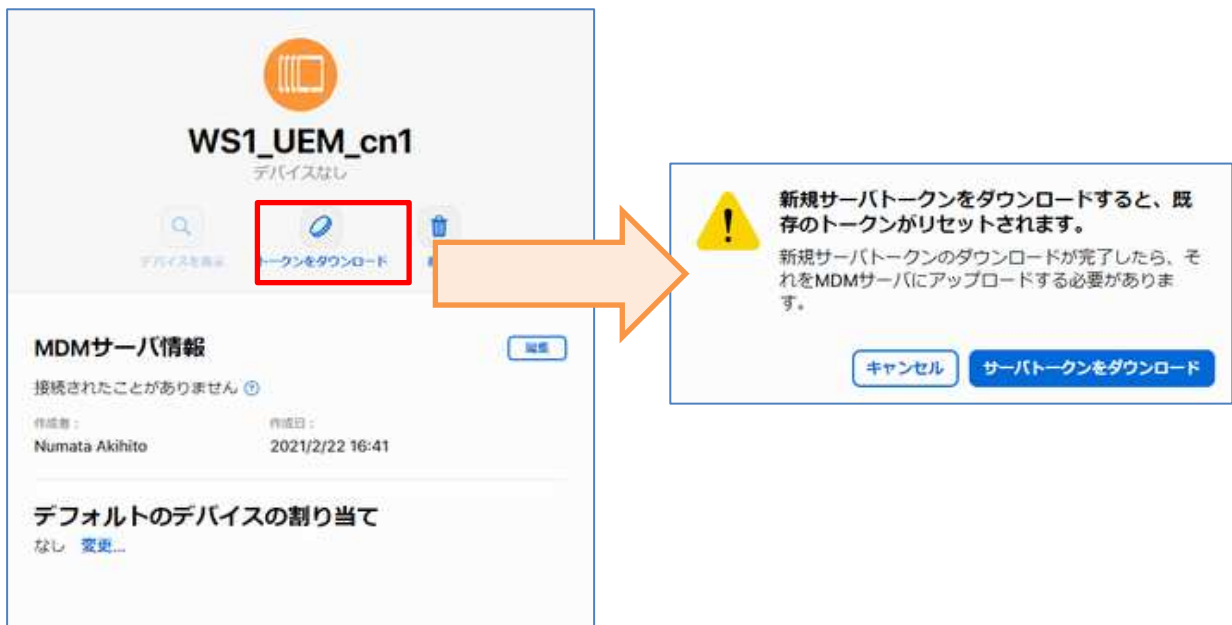 WS1_UEM_cn1
デバイスなし
デバイスを表示
トークンをダウンロード
MDMサーバ情報
編集
接続されたことがありません
作成者：
作成日：
Numata Akihito
2021/2/22 16:41
デフォルトのデバイスの割り当て
なし 変更...
新規サーバトークンをダウンロードすると、既
存のトークンがリセットされます。
新規サーバトークンのダウンロードが完了したら、そ
れをMDMサーバにアップロードする必要がありま
す。
キャンセル
サーバトークンをダウンロード